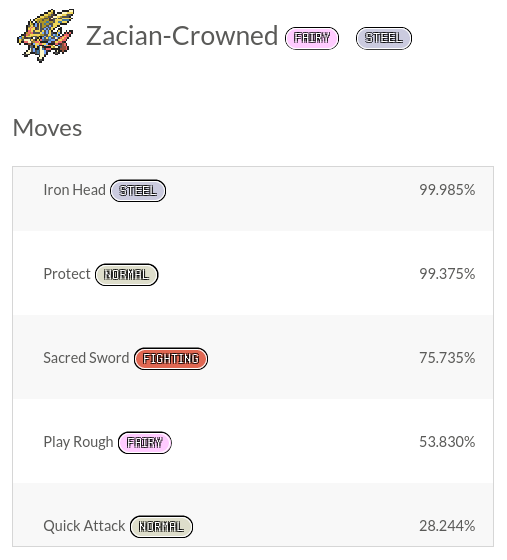 Zacian-Crowned FAIRY STEEL
Moves
Iron Head STEEL 99.985%
Protect NORMAL 99.375%
Sacred Sword FIGHTING 75.735%
Play Rough FAIRY 53.830%
Quick Attack NORMAL 28.244%